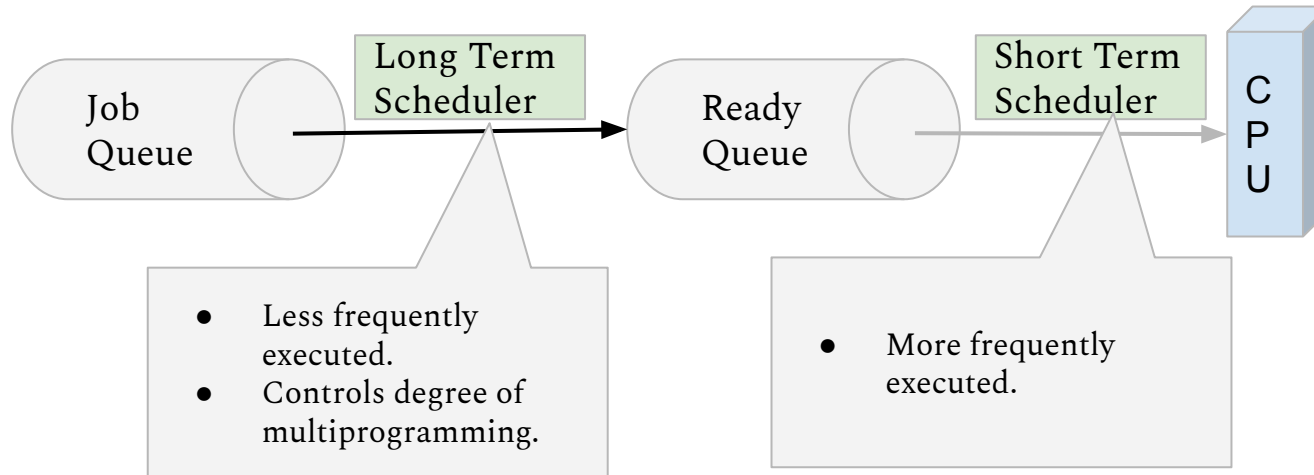 Job
Queue
Long Term
Scheduler
Ready
Queue
Short Term
Scheduler
C
P
U
● Less frequently
executed.
● Controls degree of
multiprogramming.
● More frequently
executed.